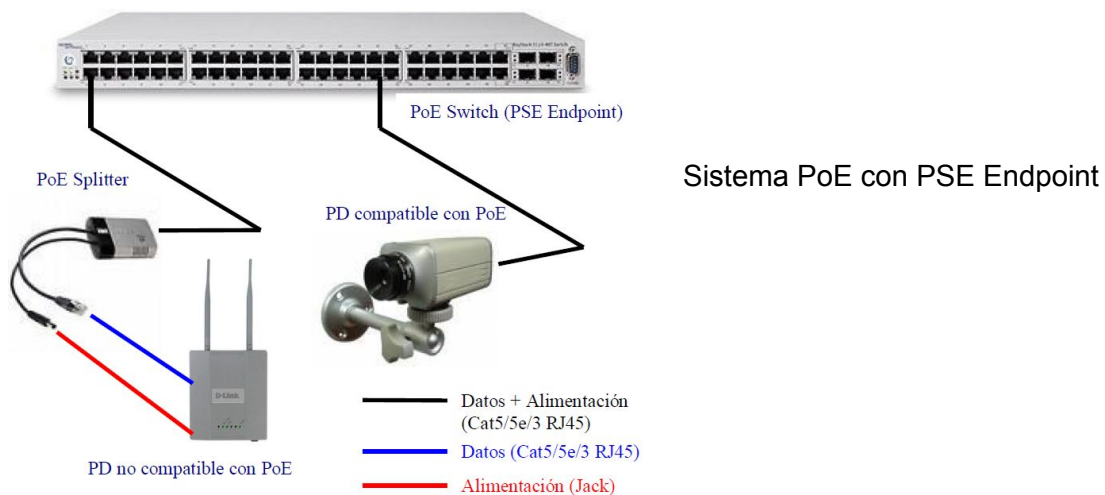 PoE Switch (PSE Endpoint)
PoE Splitter
Sistema PoE con PSE Endpoint
PD compatible con PoE
D-Link
Datos + Alimentación
(Cat5/5e/3 RJ45)
Datos (Cat5/5e/3 RJ45)
PD no compatible con PoE
Alimentación (Jack)